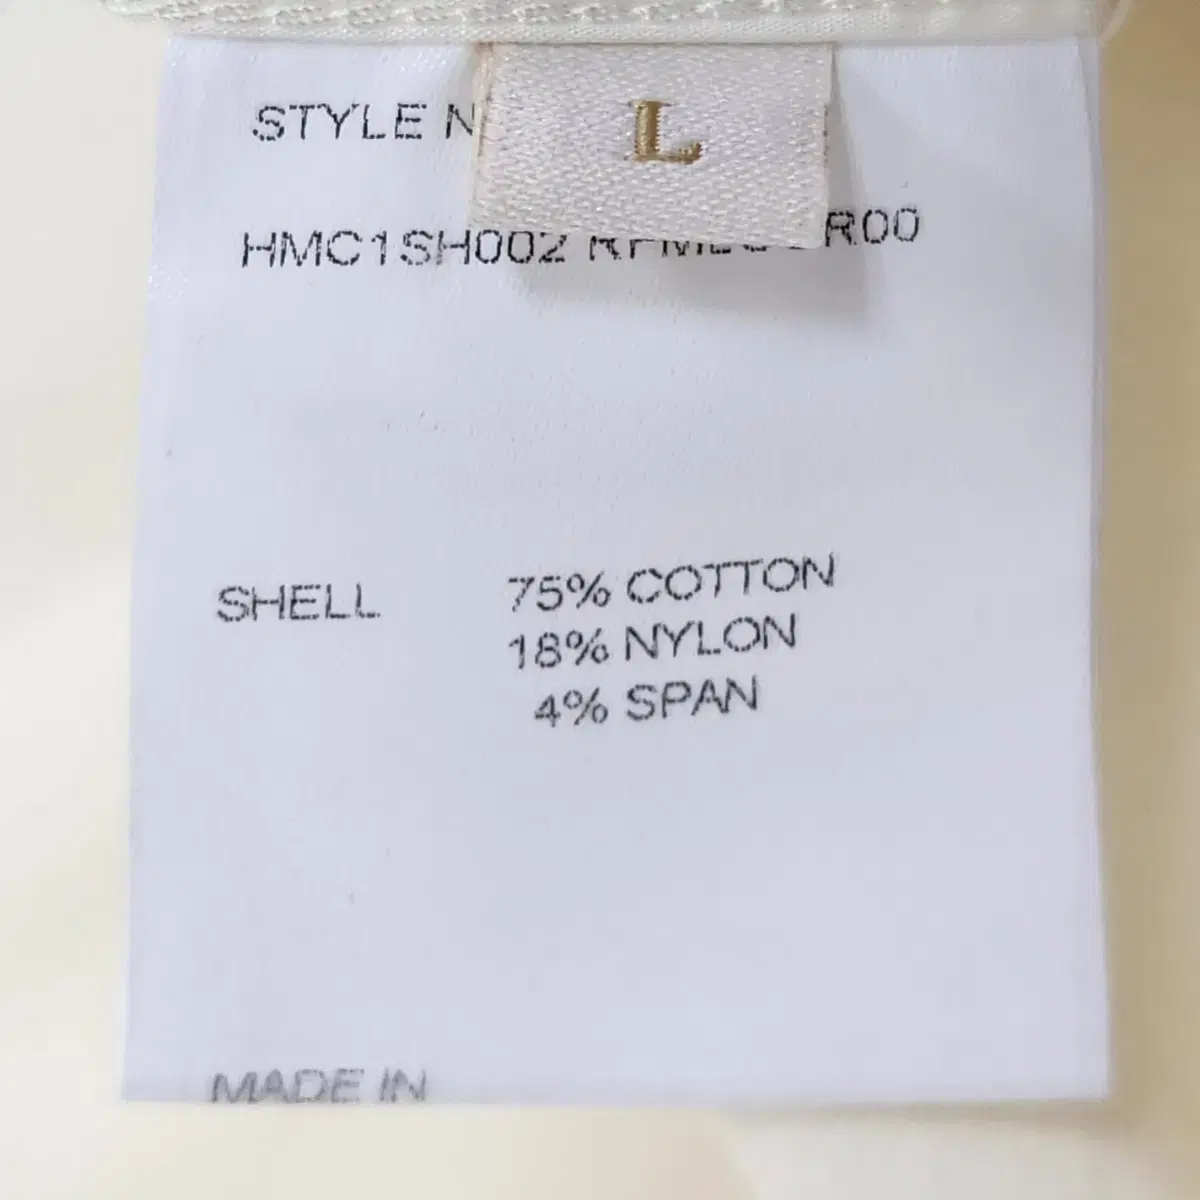 L
STYLE N
HMC1SH002 R00
SHELL 75% COTTON
18% NYLON
4% SPAN
MADE IN